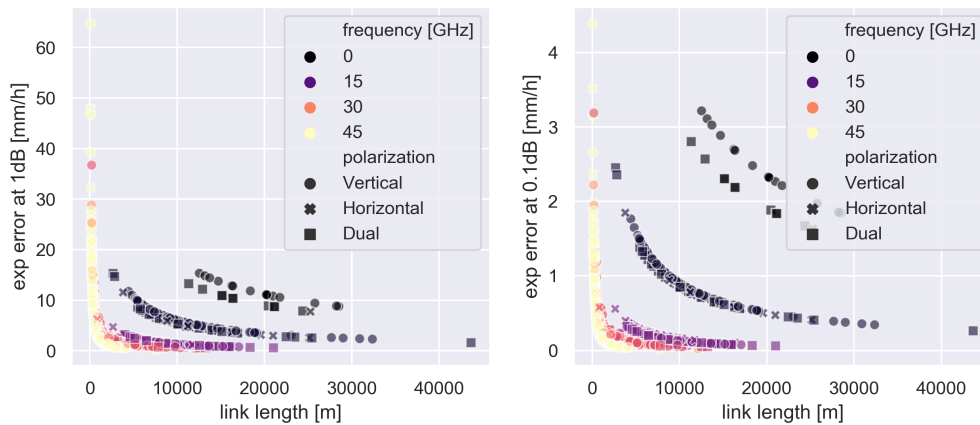 exp error at 1dB [mm/h]
60
50
40
30
20
10
0
0 10000 20000 30000 40000
link length [m]
frequency [GHz]
0
15
30
45
polarization
Vertical
Horizontal
Dual
exp error at 0.1dB [mm/h]
4
3
2
1
0
0 10000 20000 30000 40000
link length [m]
frequency [GHz]
0
15
30
45
polarization
Vertical
Horizontal
Dual